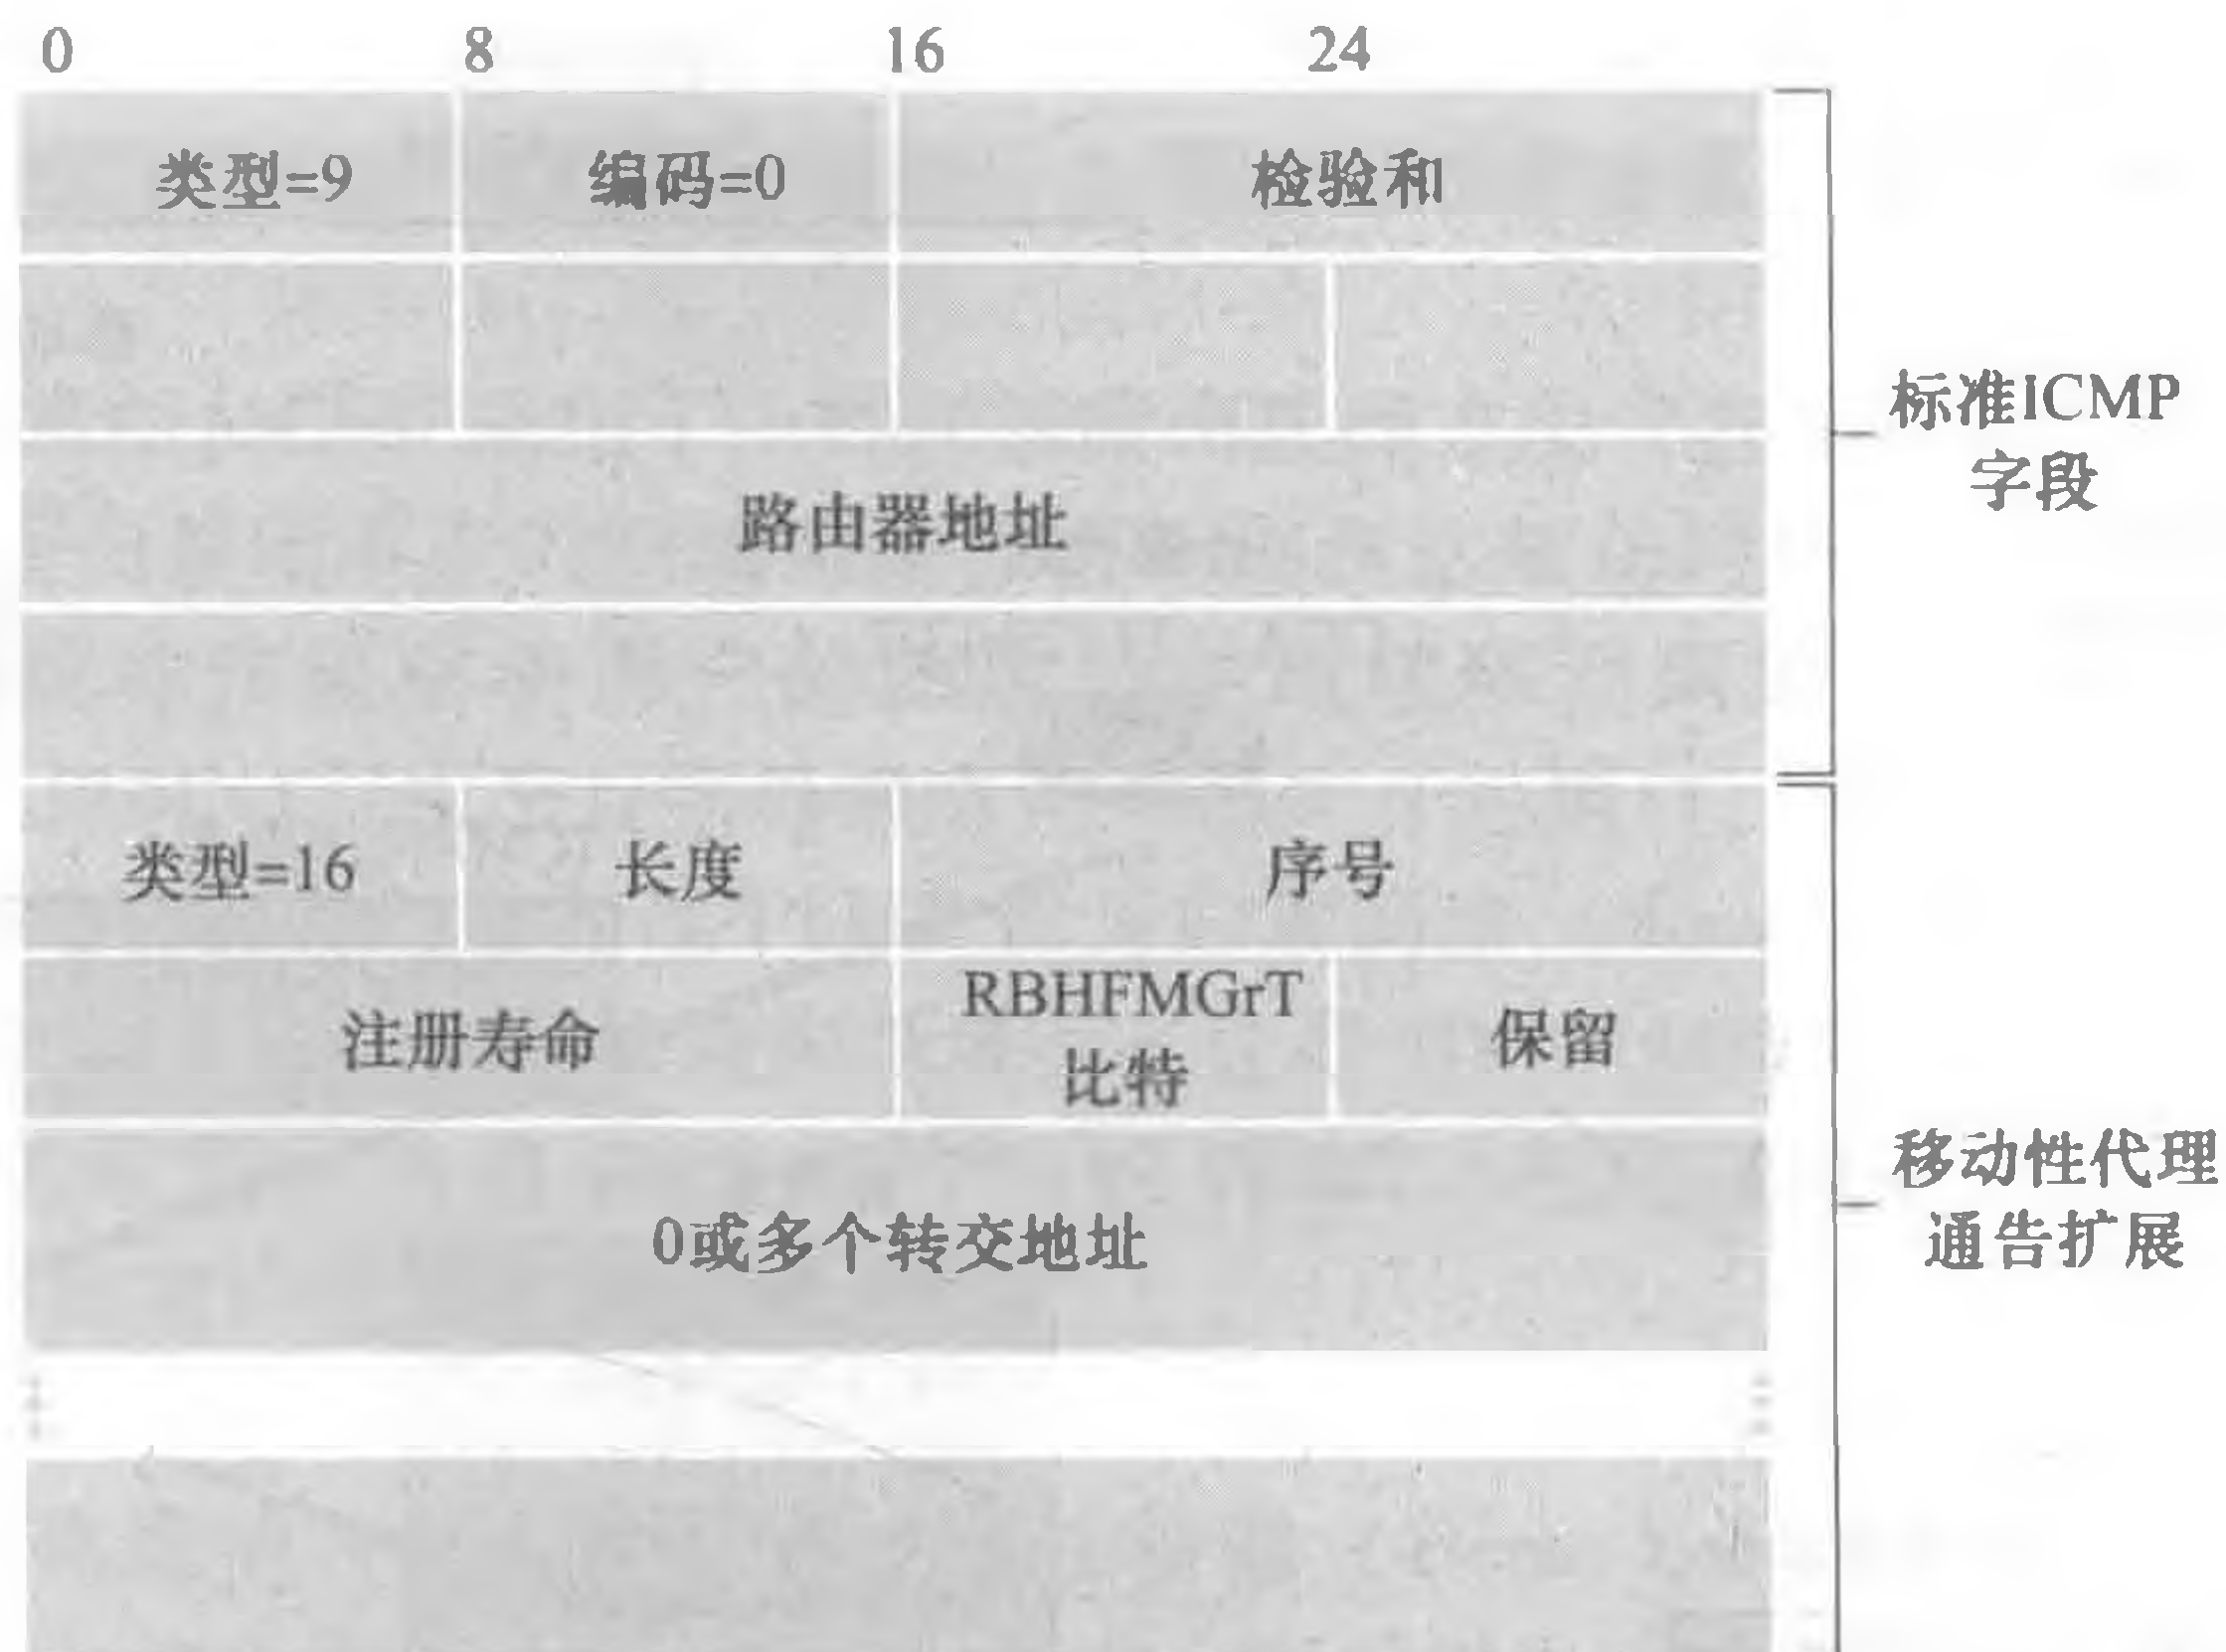 0 8 16 24
类型=9 编码=0 检验和
标准ICMP
字段
路由器地址
类型=16 长度 序号
注册寿命 RBHFMGrT
比特 保留
移动性代理
通告扩展
0或多个转交地址